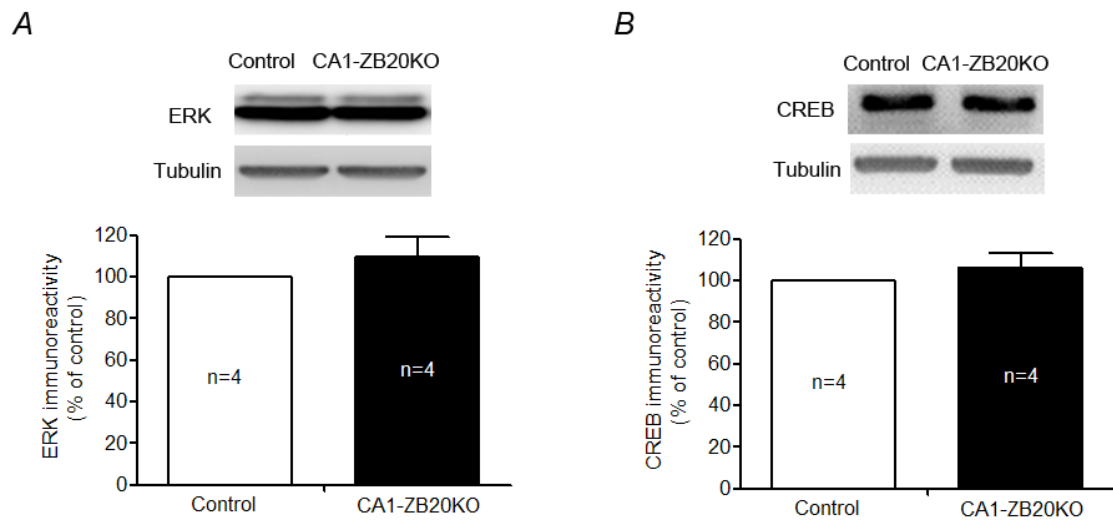 A
Control CA1-ZB20KO
ERK
Tubulin
ERK immunoreactivity
(% of control)
120
100
80
60
40
20
0
n=4
n=4
Control
CA1-ZB20KO
B
Control CA1-ZB20KO
CREB
Tubulin
CREB immunoreactivity
(% of control)
120
100
80
60
40
20
0
n=4
n=4
Control
CA1-ZB20KO